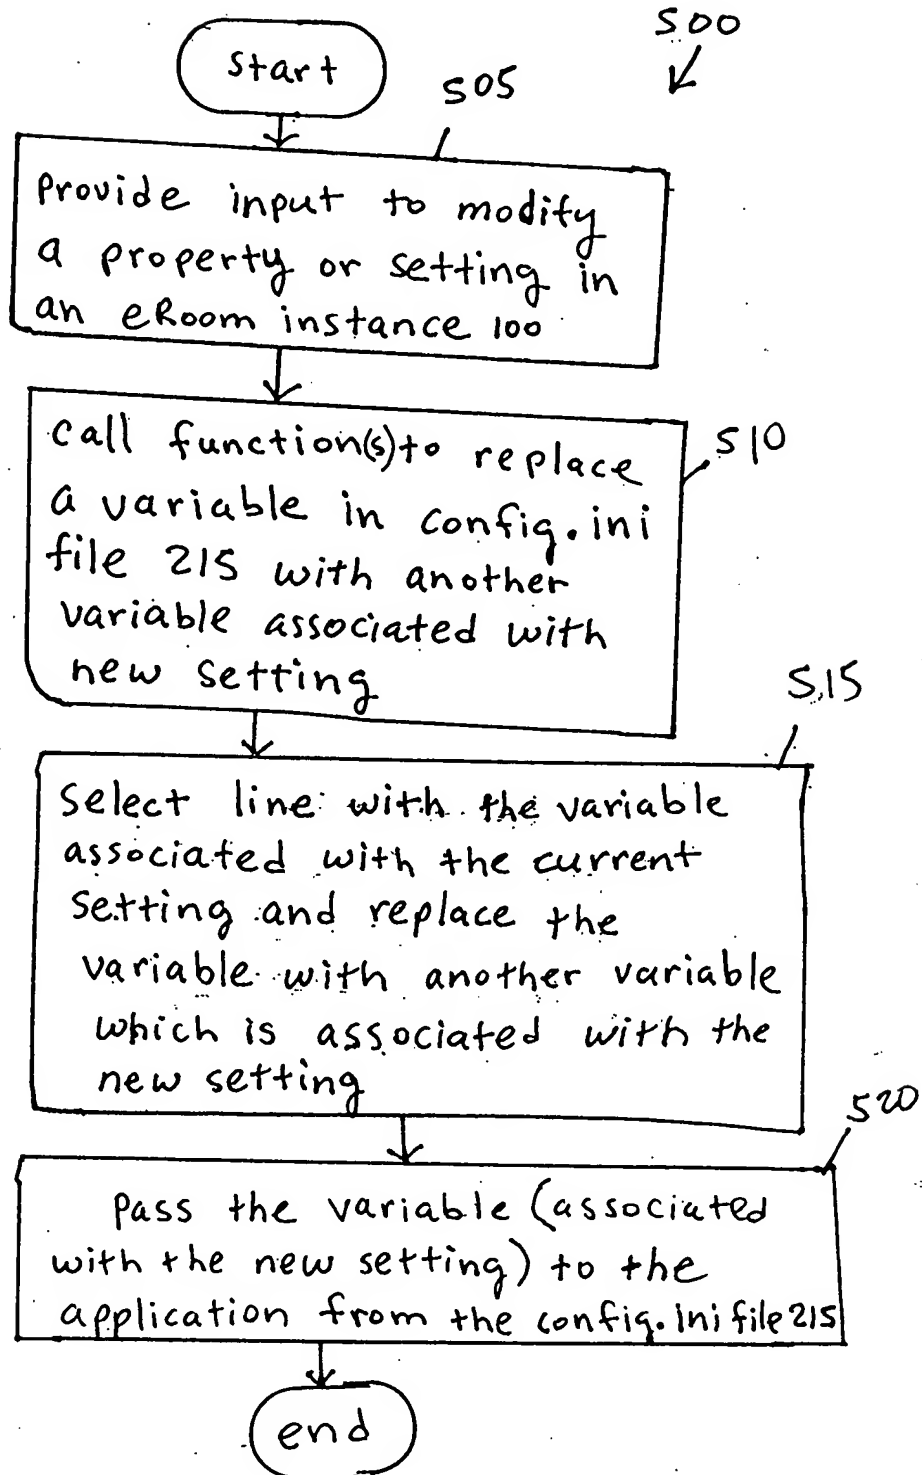 500
start
505
Provide input to modify
a property or setting in
an eRoom instance 100
call function(s) to replace
a variable in config.ini
file 215 with another
variable associated with
new setting
510
515
Select line with the variable
associated with the current
setting and replace the
variable with another variable
which is associated with the
new setting
520
Pass the variable (associated
with the new setting) to the
application from the config.ini file 215
end